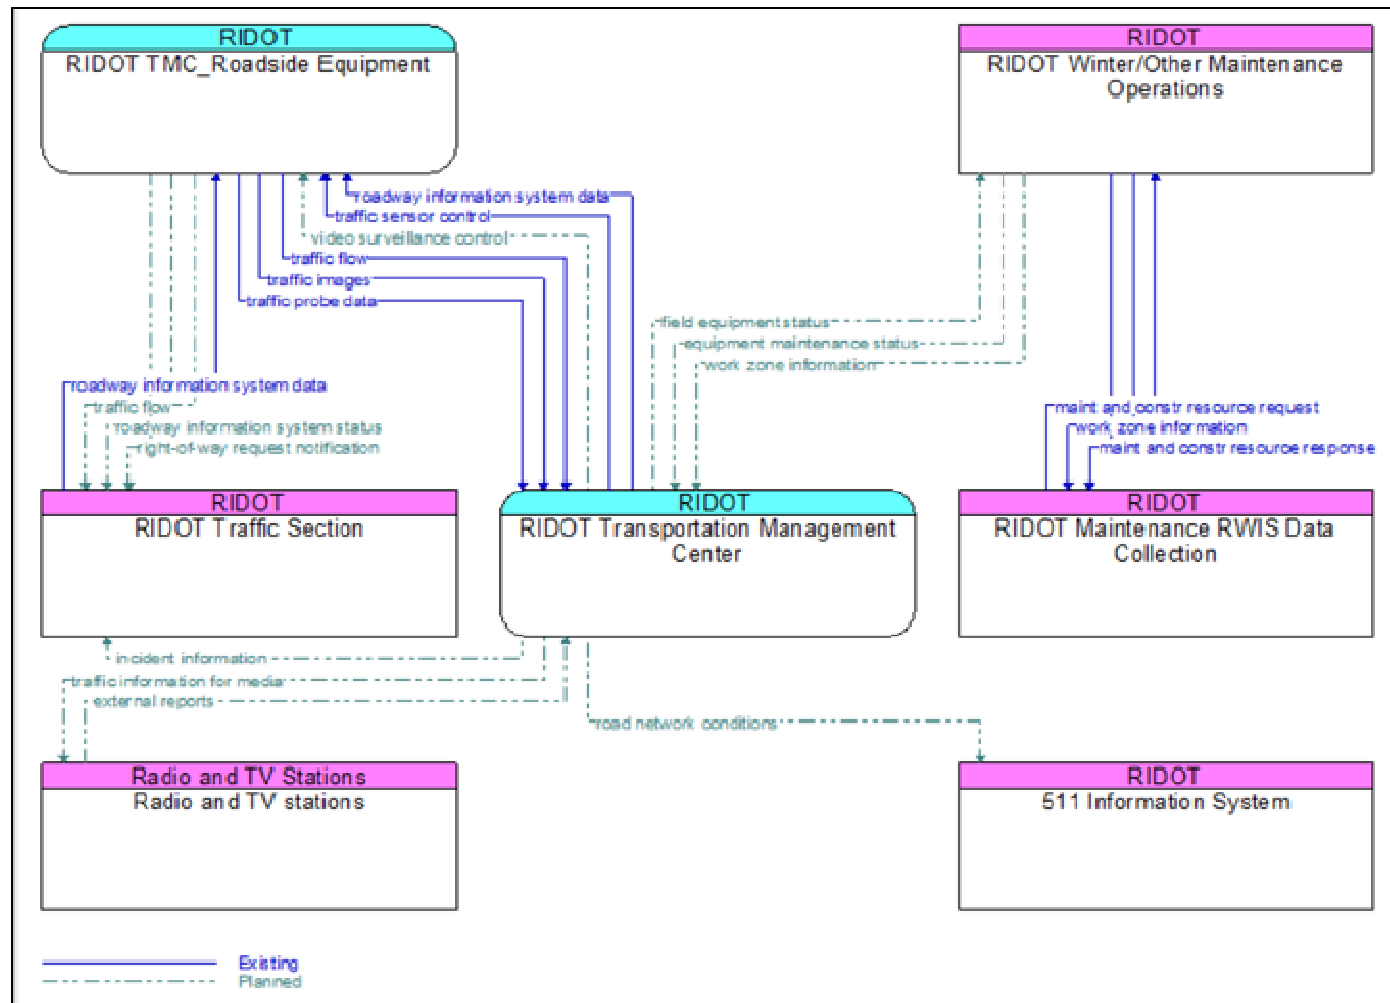 RIDOT
RIDOT TMC_Roadside Equipment
RIDOT
RIDOT Winter/Other Maintenance
Operations
roadway information system data
traffic sensor control
video surveillance control
traffic flow
traffic images
traffic probe data
field equipment status
equipment maintenance status
work zone information
roadway information system data
traffic flow
roadway information system status
right-of-way request notification
maint and constr resource request
work zone information
maint and constr resource response
RIDOT
RIDOT Traffic Section
RIDOT
RIDOT Transportation Management
Center
RIDOT
RIDOT Maintenance RWIS Data
Collection
incident information
traffic information for media
external reports
road network conditions
Radio and TV Stations
Radio and TV stations
RIDOT
511 Information System
Existing
Planned